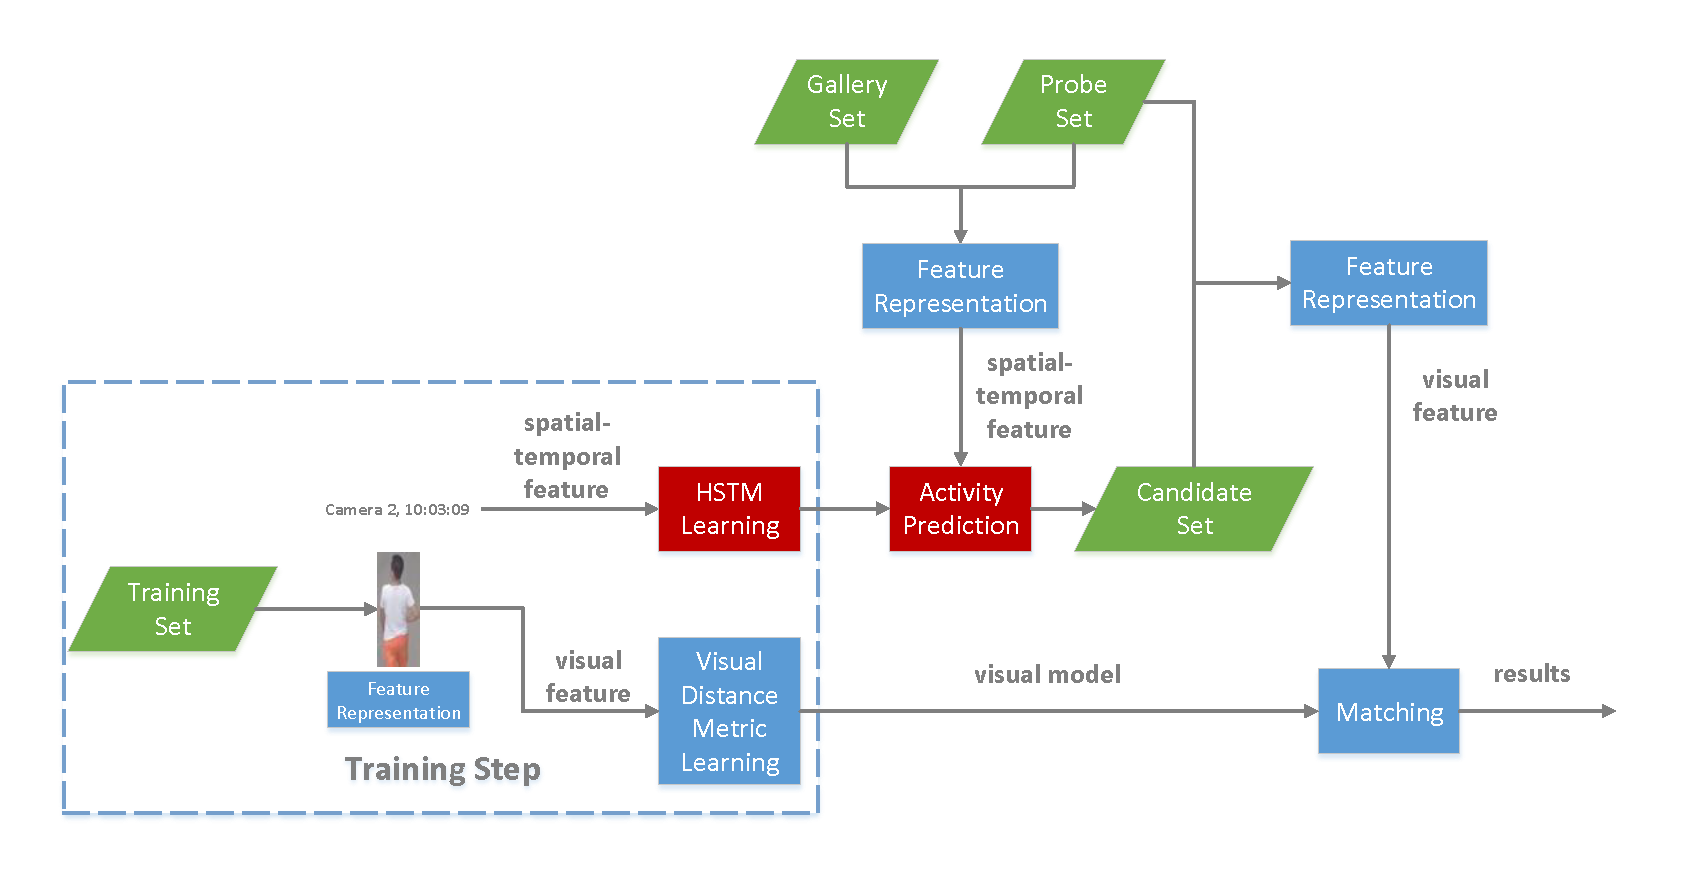 Gallery
Set
Probe
Set
Feature
Representation
Feature
Representation
spatial-
temporal
feature
visual
feature
spatial-
temporal
feature
Camera 2, 10:03:09
HSTM
Learning
Activity
Prediction
Candidate
Set
Training
Set
Feature
Representation
visual
feature
Visual
Distance
Metric
Learning
visual model
Matching
results
Training Step